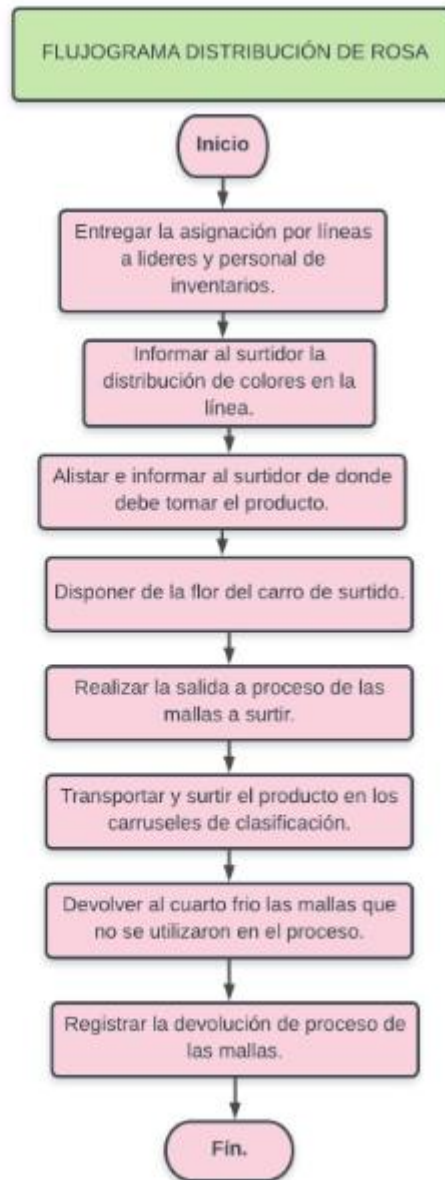 FLUJOGRAMA DISTRIBUCIÓN DE ROSA
Inicio
Entregar la asignación por líneas
a lideres y personal de
inventarios.
Informar al surtidor la
distribución de colores en la
línea.
Alistar e informar al surtidor de donde
debe tomar el producto.
Disponer de la flor del carro de surtido.
Realizar la salida a proceso de las
mallas a surtir.
Transportar y surtir el producto en los
carruseles de clasificación.
Devolver al cuarto frio las mallas que
no se utilizaron en el proceso.
Registrar la devolución de proceso de
las mallas.
Fin.